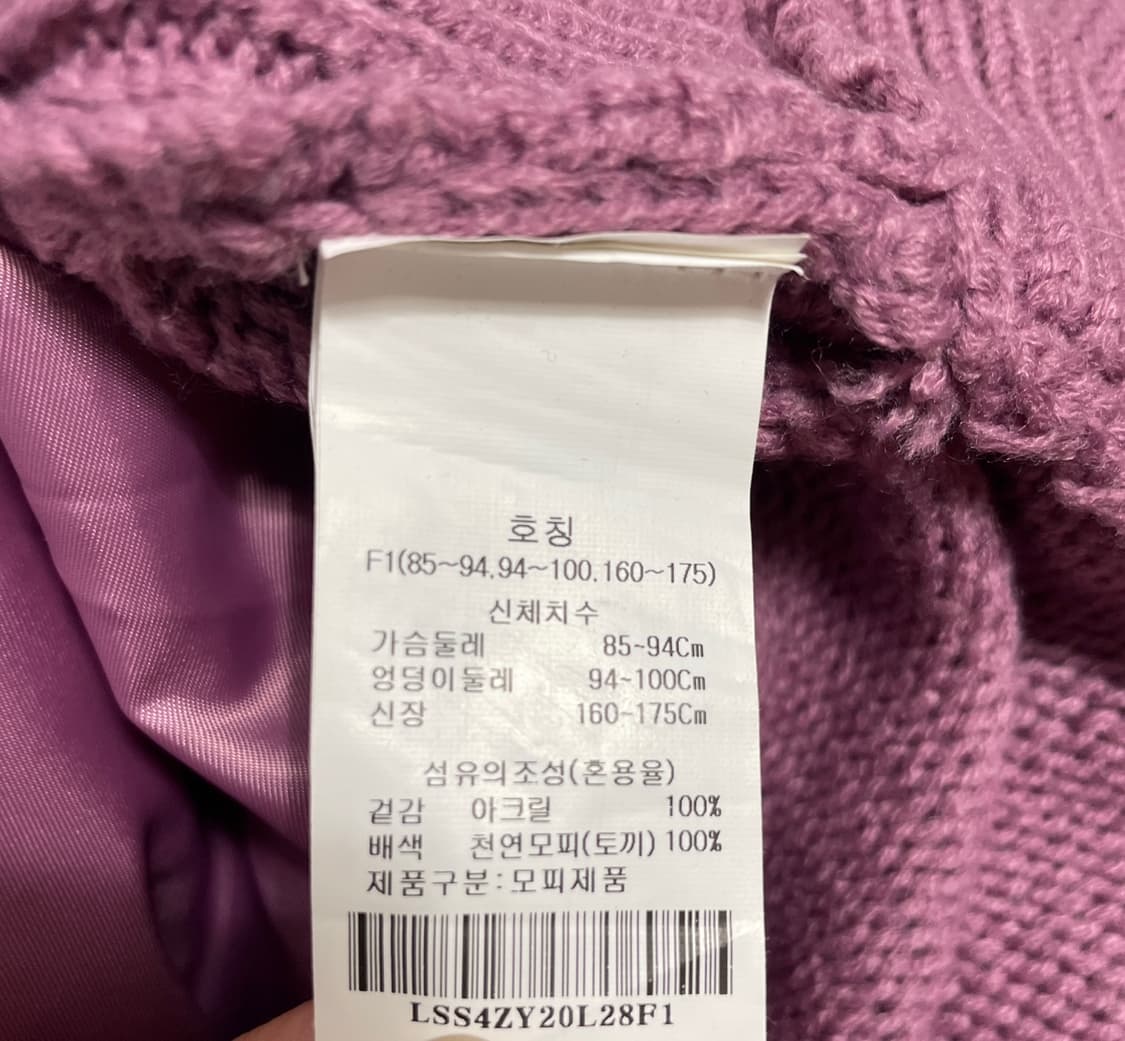 호칭
F1(85~94.94~100.160~175)
신체치수
가슴둘레 85~94Cm
엉덩이둘레 94~100Cm
신장 160~175Cm
섬유의조성(혼용율)
겉감 아크릴 100%
배색 천연모피(토끼) 100%
제품구분:모피제품
LSS4ZY20L28F1